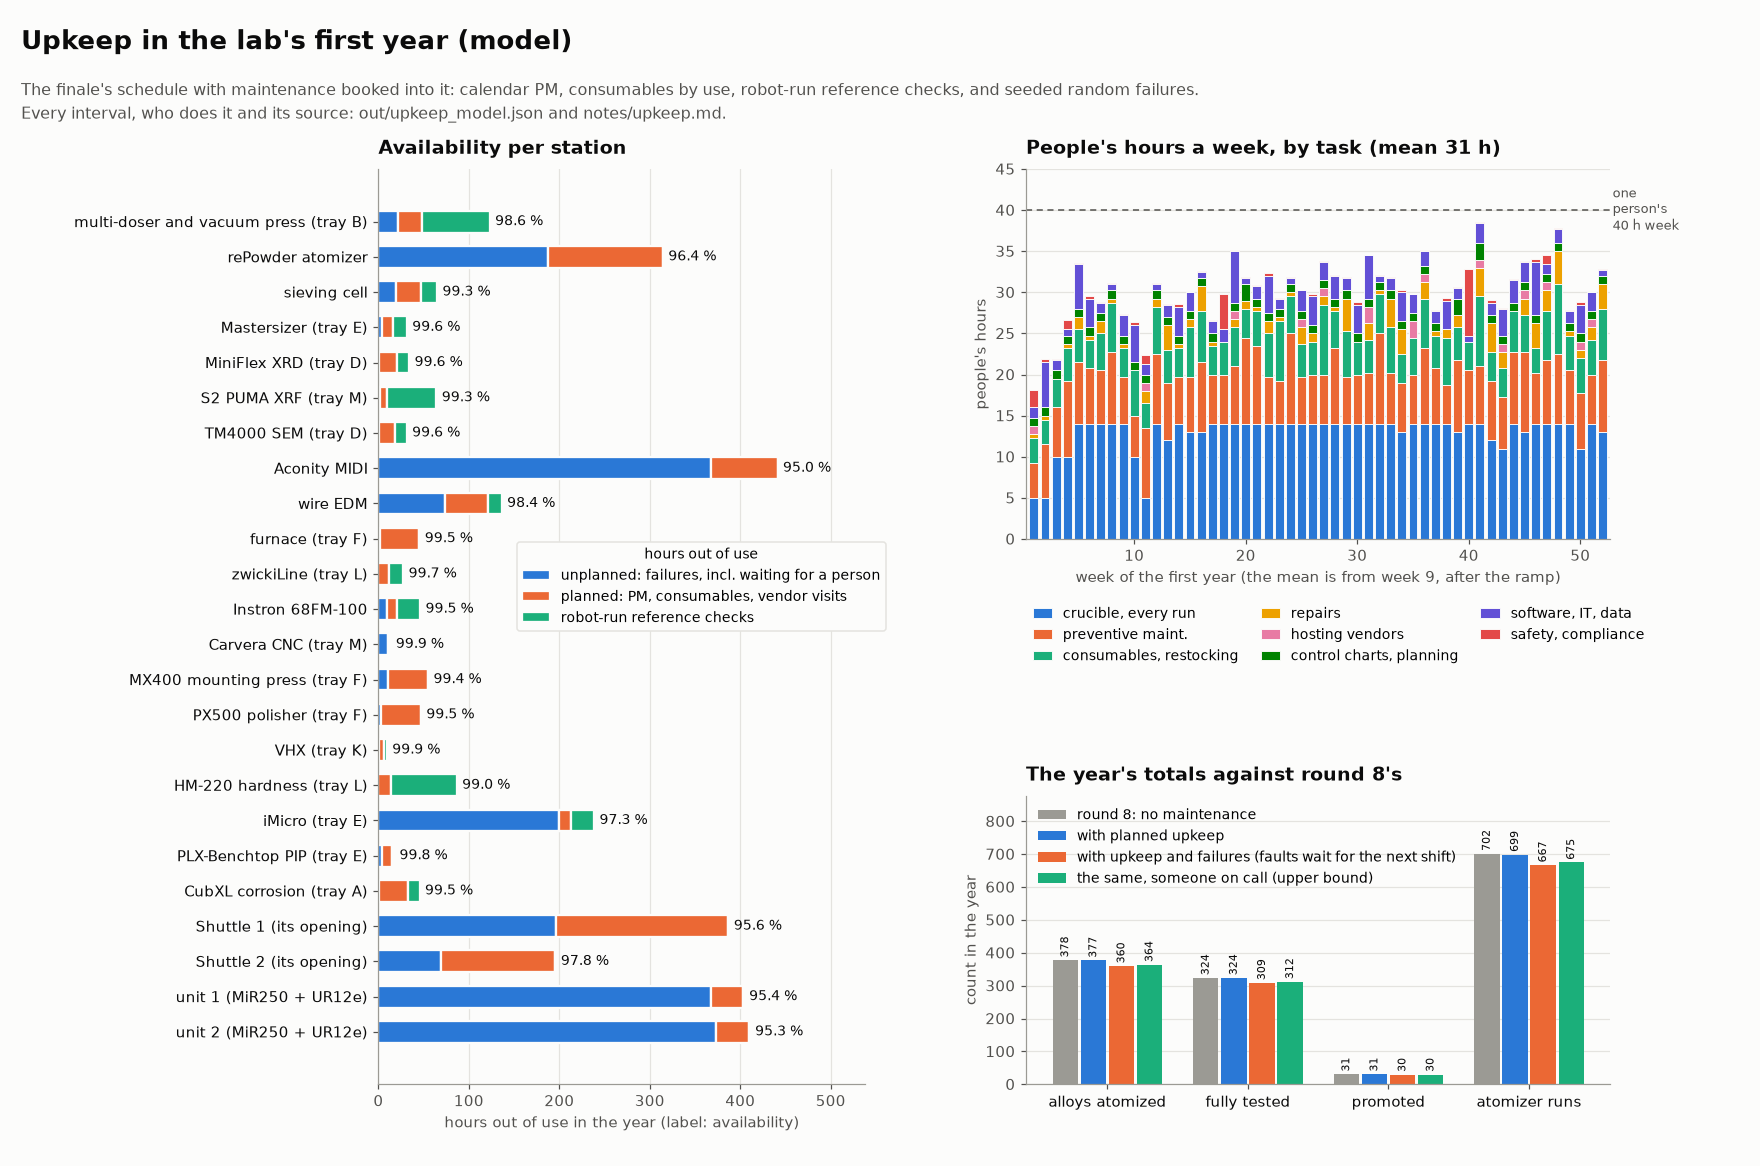 Upkeep in the lab's first year (model)
The finale's schedule with maintenance booked into it: calendar PM, consumables by use, robot-run reference checks, and seeded random failures.
Every interval, who does it and its source: out/upkeep_model.json and notes/upkeep.md.
Availability per station
multi-doser and vacuum press (tray B) 98.6 %
rePowder atomizer 96.4 %
sieving cell 99.3 %
Mastersizer (tray E) 99.6 %
MiniFlex XRD (tray D) 99.6 %
S2 PUMA XRF (tray M) 99.3 %
TM4000 SEM (tray D) 99.6 %
Aconity MIDI 95.0 %
wire EDM 98.4 %
furnace (tray F) 99.5 %
zwickiLine (tray L) 99.7 %
Instron 68FM-100 99.5 %
Carvera CNC (tray M) 99.9 %
MX400 mounting press (tray F) 99.4 %
PX500 polisher (tray F) 99.5 %
VHX (tray K) 99.9 %
HM-220 hardness (tray L) 99.0 %
iMicro (tray E) 97.3 %
PLX-Benchtop PIP (tray E) 99.8 %
CubXL corrosion (tray A) 99.5 %
Shuttle 1 (its opening) 95.6 %
Shuttle 2 (its opening) 97.8 %
unit 1 (MiR250 + UR12e) 95.4 %
unit 2 (MiR250 + UR12e) 95.3 %
hours out of use
unplanned: failures, incl. waiting for a person
planned: PM, consumables, vendor visits
robot-run reference checks
0 100 200 300 400 500
hours out of use in the year (label: availability)
People's hours a week, by task (mean 31 h)
45
40
35
30
25
20
15
10
5
0
people's hours
one
person's
40 h week
10 20 30 40 50
week of the first year (the mean is from week 9, after the ramp)
crucible, every run
preventive maint.
consumables, restocking
repairs
hosting vendors
control charts, planning
software, IT, data
safety, compliance
The year's totals against round 8's
800
700
600
500
400
300
200
100
0
count in the year
round 8: no maintenance
with planned upkeep
with upkeep and failures (faults wait for the next shift)
the same, someone on call (upper bound)
378 377 360 364
324 324 309 312
31 31 30 30
702 699 667 675
alloys atomized fully tested promoted atomizer runs